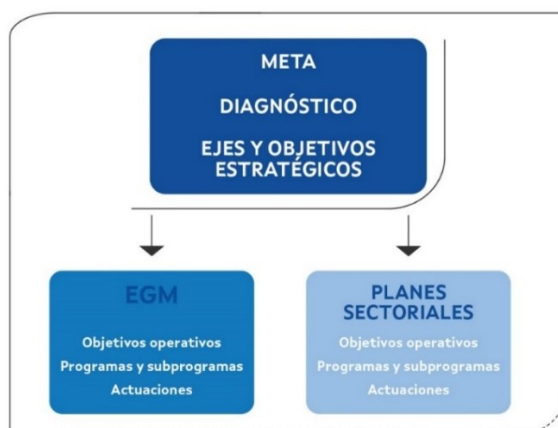 META
DIAGNÓSTICO
EJES Y OBJETIVOS
ESTRATÉGICOS
EGM
Objetivos operativos
Programas y subprogramas
Actuaciones
PLANES
SECTORIALES
Objetivos operativos
Programas y subprogramas
Actuaciones